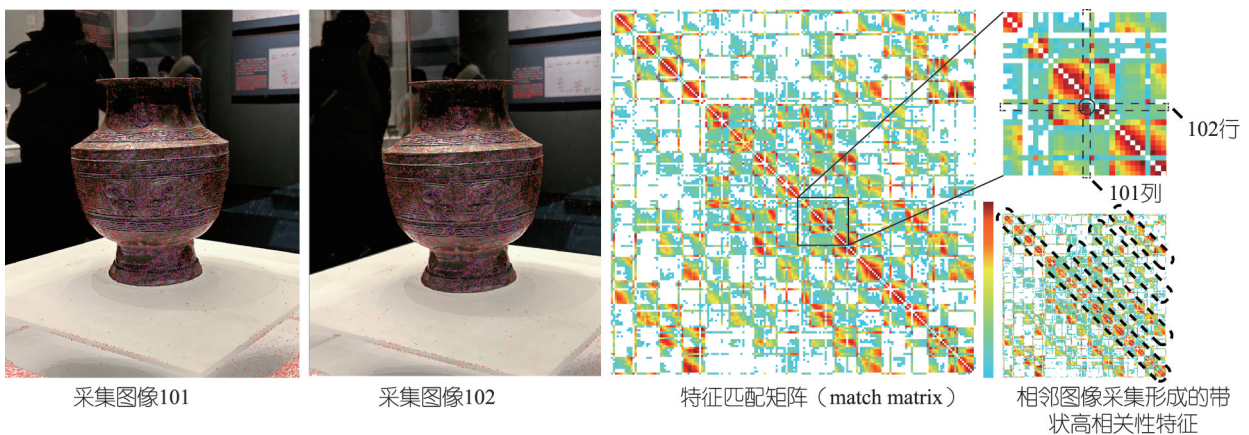 102行
101列
采集图像101
采集图像102
特征匹配矩阵（match matrix）
相邻图像采集形成的带
状高相关性特征